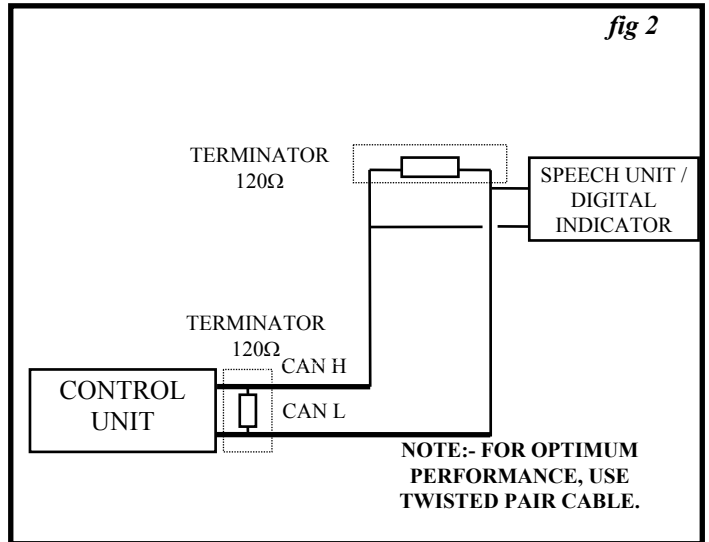 fig 2
TERMINATOR
120Ω
SPEECH UNIT /
DIGITAL
INDICATOR
TERMINATOR
120Ω
CAN H
CONTROL
UNIT
CAN L
NOTE:- FOR OPTIMUM
PERFORMANCE, USE
TWISTED PAIR CABLE.